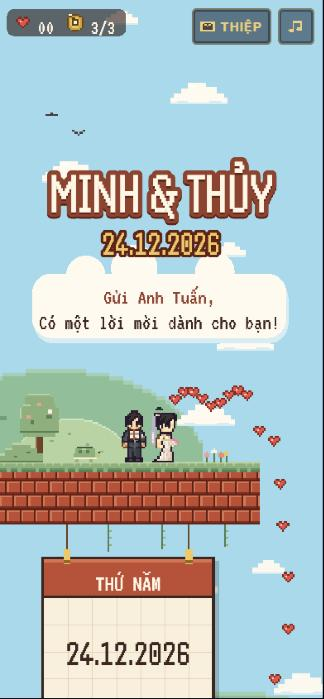 00 3/3
THIỆP
MINH & THỦY
24.12.2026
Gửi Anh Tuấn,
Có một lời mời dành cho bạn!
THỨ NĂM
24.12.2026